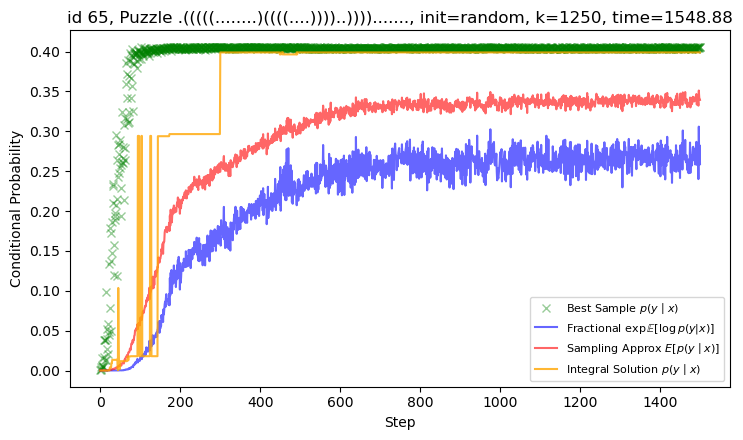 id 65, Puzzle .(((((........)((((....))))..))))......., init=random, k=1250, time=1548.88
Conditional Probability
0.40
0.35
0.30
0.25
0.20
0.15
0.10
0.05
0.00
Best Sample p(y | x)
Fractional exp𝔼[log p(y|x)]
Sampling Approx E[p(y | x)]
Integral Solution p(y | x)
0 200 400 600 800 1000 1200 1400
Step